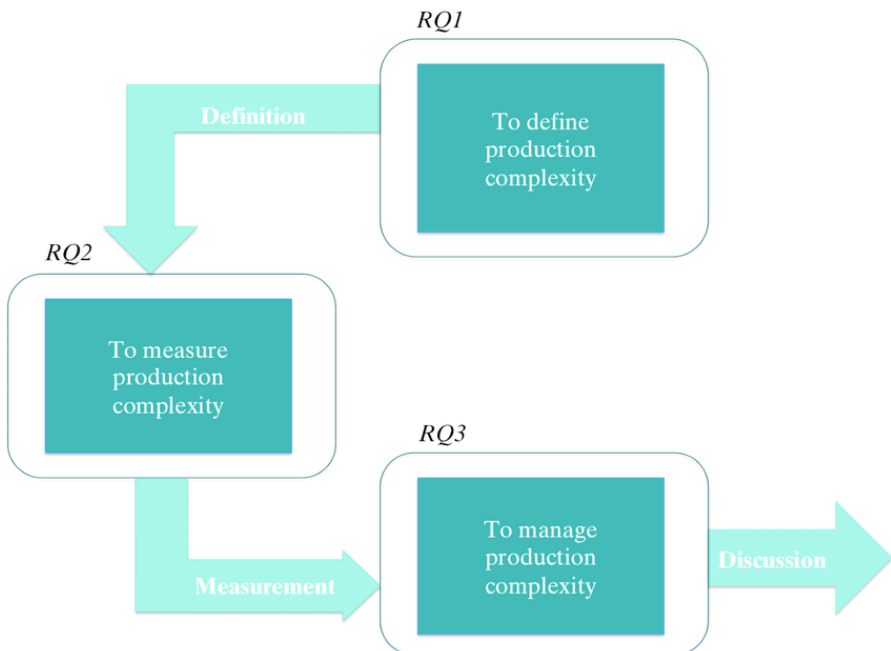 RQ1
To define
production
complexity
Definition
RQ2
To measure
production
complexity
Measurement
RQ3
To manage
production
complexity
Discussion